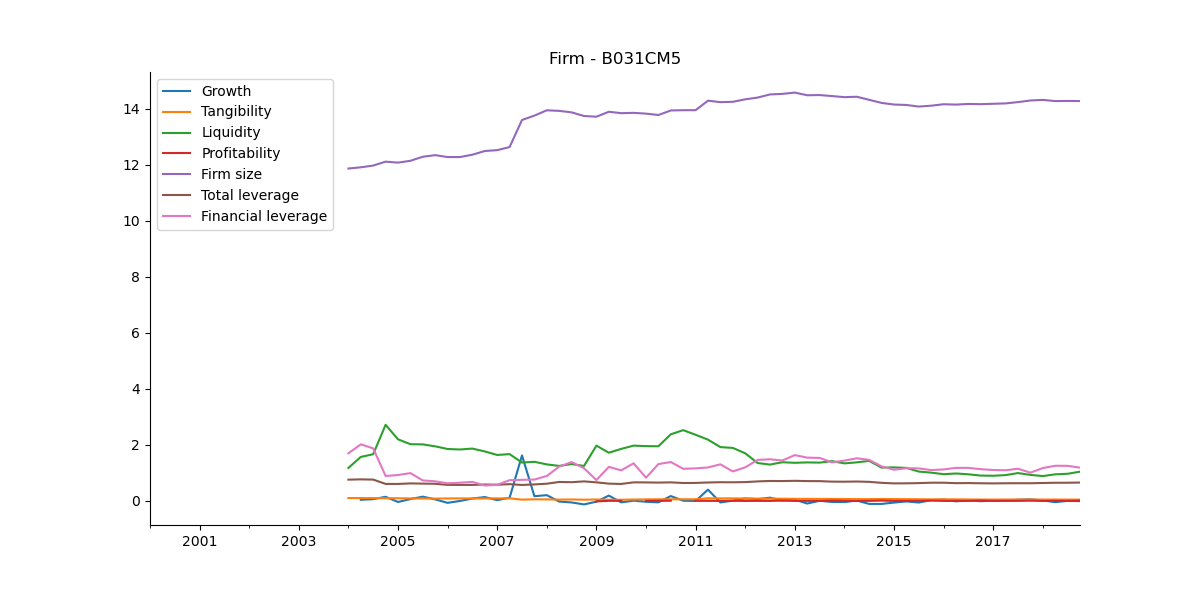 Firm - B031CM5
Growth
Tangibility
Liquidity
Profitability
Firm size
Total leverage
Financial leverage
14
12
10
8
6
4
2
0
2001 2003 2005 2007 2009 2011 2013 2015 2017